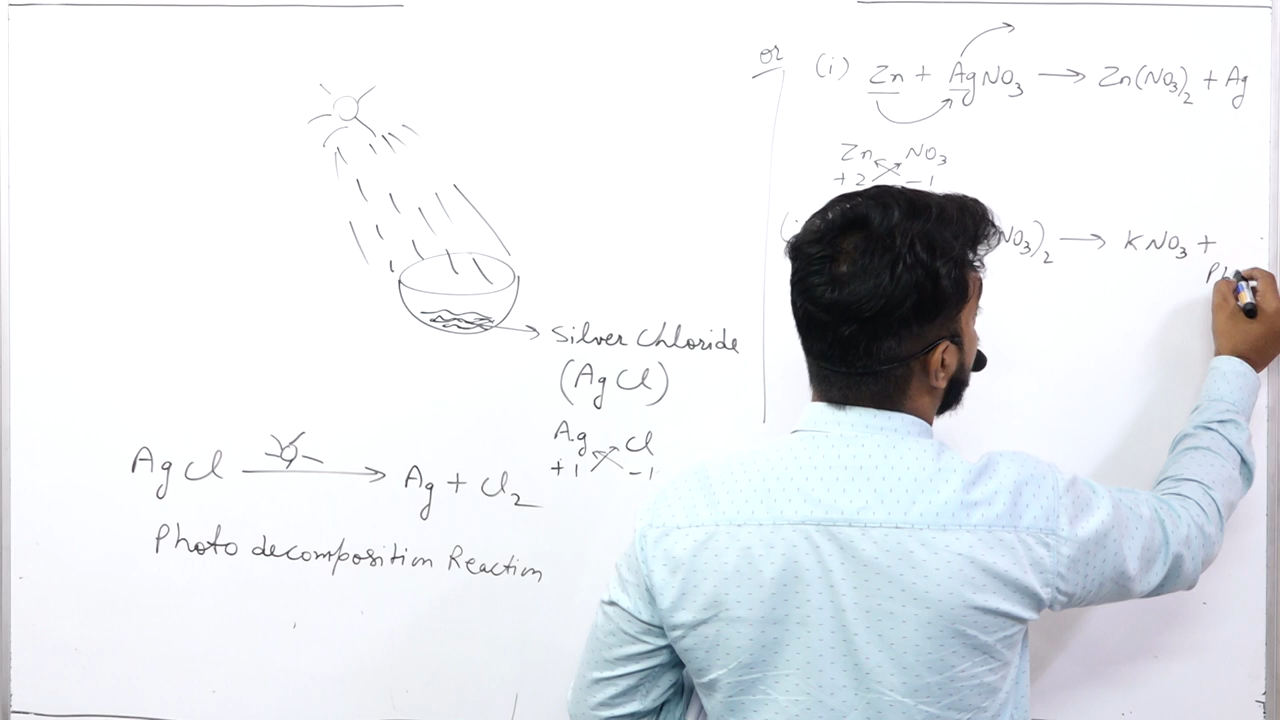 Silver Chloride
(AgCl)
Ag Cl
+1 -1
AgCl ⟶ Ag + Cl₂
Photo decomposition Reaction
or (i) Zn + AgNO₃ ⟶ Zn(NO₃)₂ + Ag
Zn NO₃
+2 -1
NO₃)₂ ⟶ KNO₃ +